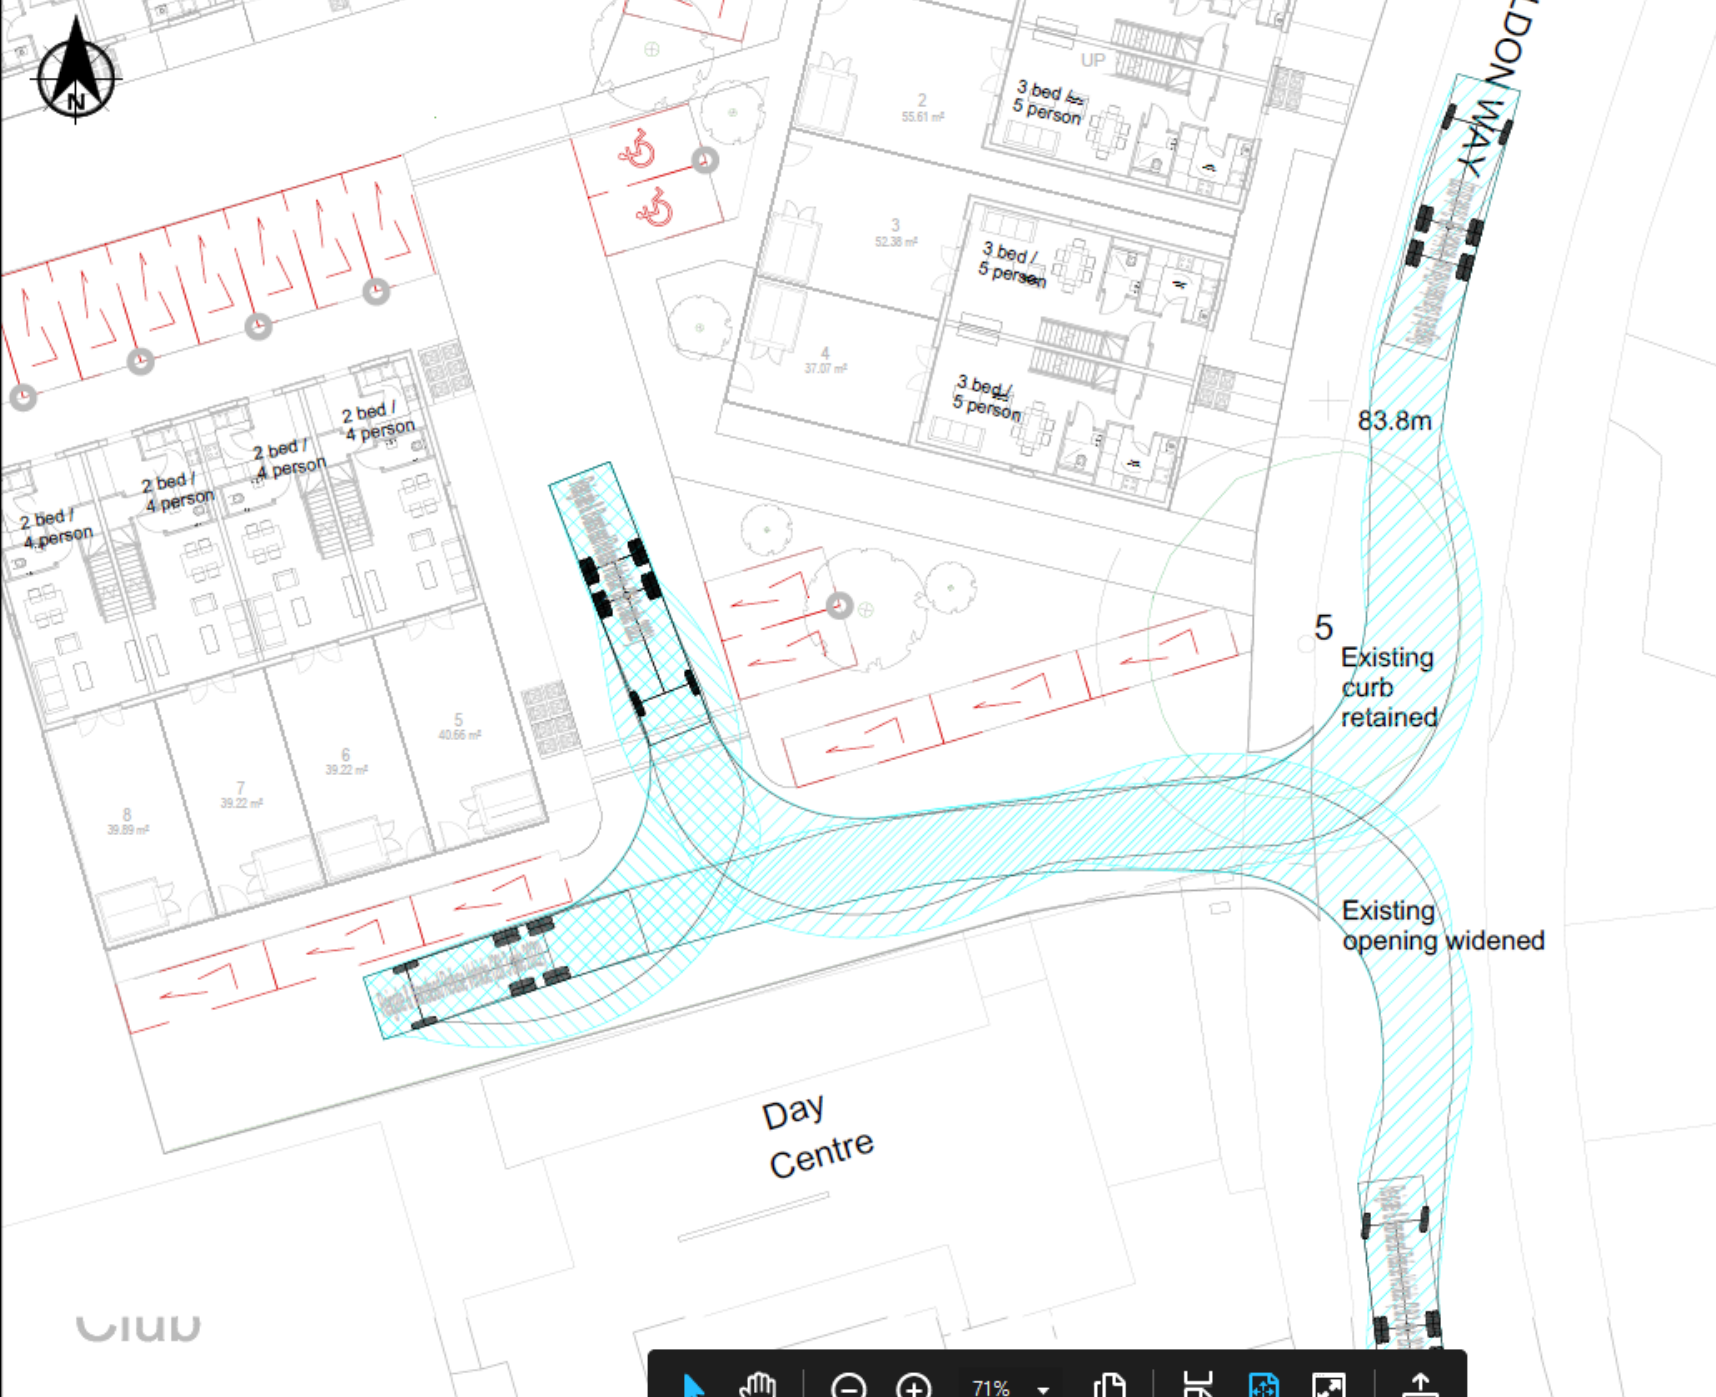 N
LDON WAY
UP
3 bed /
5 person
2
55.61 m²
3
52.38 m²
3 bed /
5 person
4
37.07 m²
3 bed /
5 person
2 bed /
4 person
2 bed /
4 person
2 bed /
4 person
2 bed /
4 person
83.8m
5
Existing
curb
retained
5
40.66 m²
6
39.22 m²
7
39.22 m²
8
39.89 m²
Existing
opening widened
Day
Centre
Club
71%